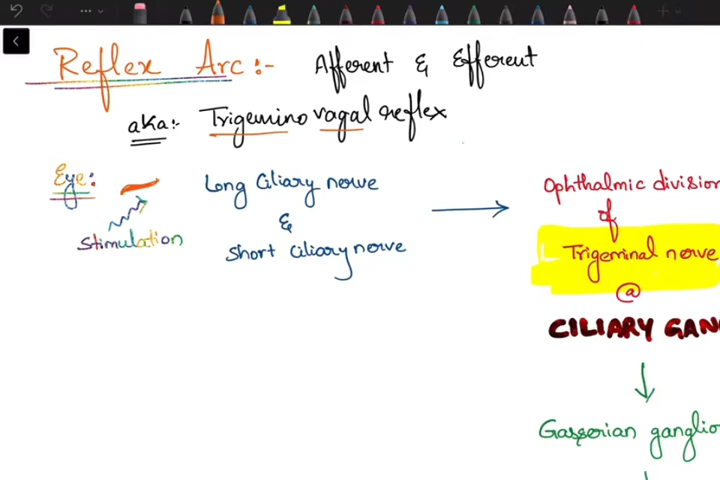 Reflex Arc:- Afferent & Efferent
aka:- Trigemino vagal reflex
Eye:
Stimulation
Long Ciliary nerve
&
Short Ciliary nerve
Ophthalmic division
of
Trigeminal nerve
@
CILIARY GAN
Gasserian ganglio